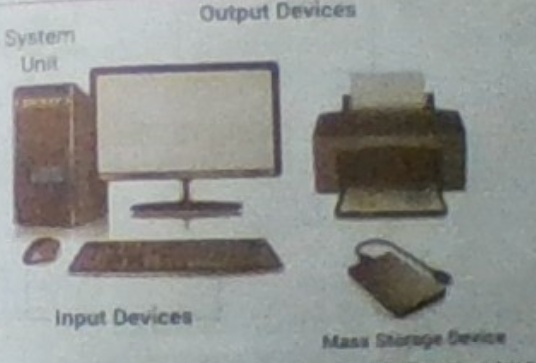 Output Devices
System
Unit
Input Devices
Mass Storage Device